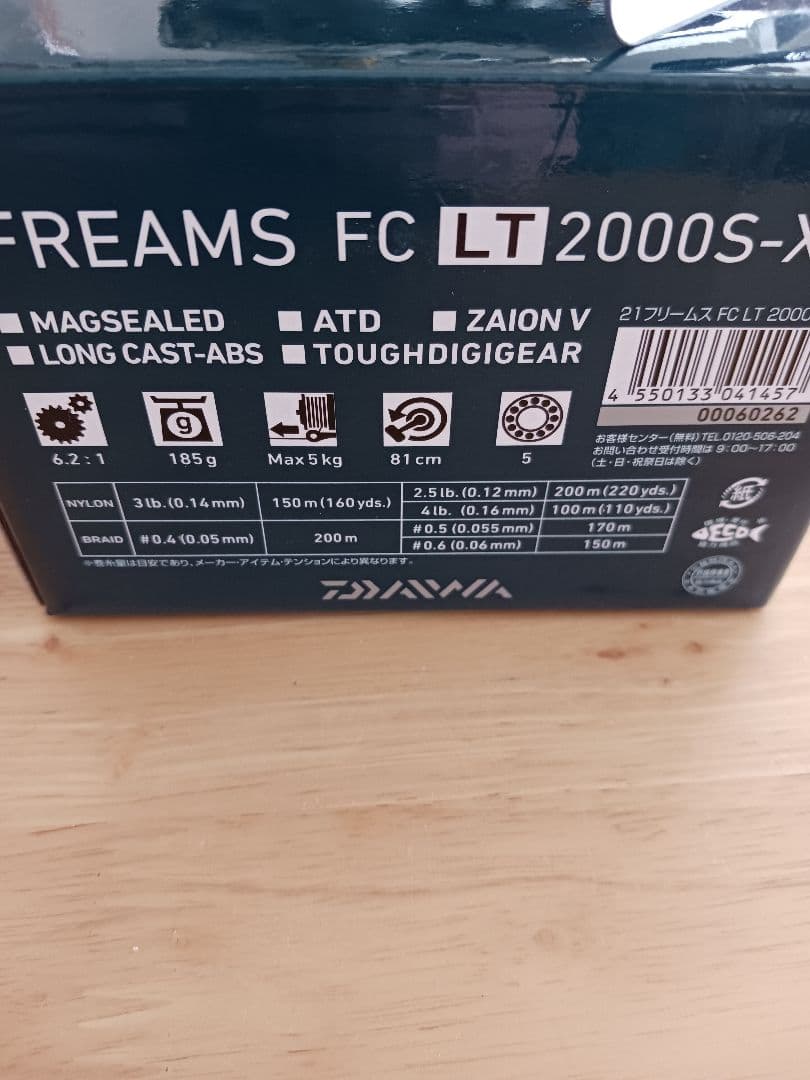 FREAMS FC LT 2000S-X
MAGSEALED ATD ZAION V
LONG CAST-ABS TOUGHDIGIGEAR
21フリームス FC LT 2000
4 550133 041457
00060262
お客様センター(無料)TEL.0120-506-204
お問い合わせ受付時間は 9:00~17:00
(土・日・祝祭日は除く)
g
6.2:1 185g Max5kg 81cm 5
NYLON 3lb.(0.14mm) 150m(160yds.) 2.5lb.(0.12mm) 200m(220yds.)
4lb.(0.16mm) 100m(110yds.)
BRAID #0.4(0.05mm) 200m #0.5(0.055mm) 170m
#0.6(0.06mm) 150m
※巻糸量は目安であり、メーカー・アイテム・テンションにより異なります。
紙
DAIWA